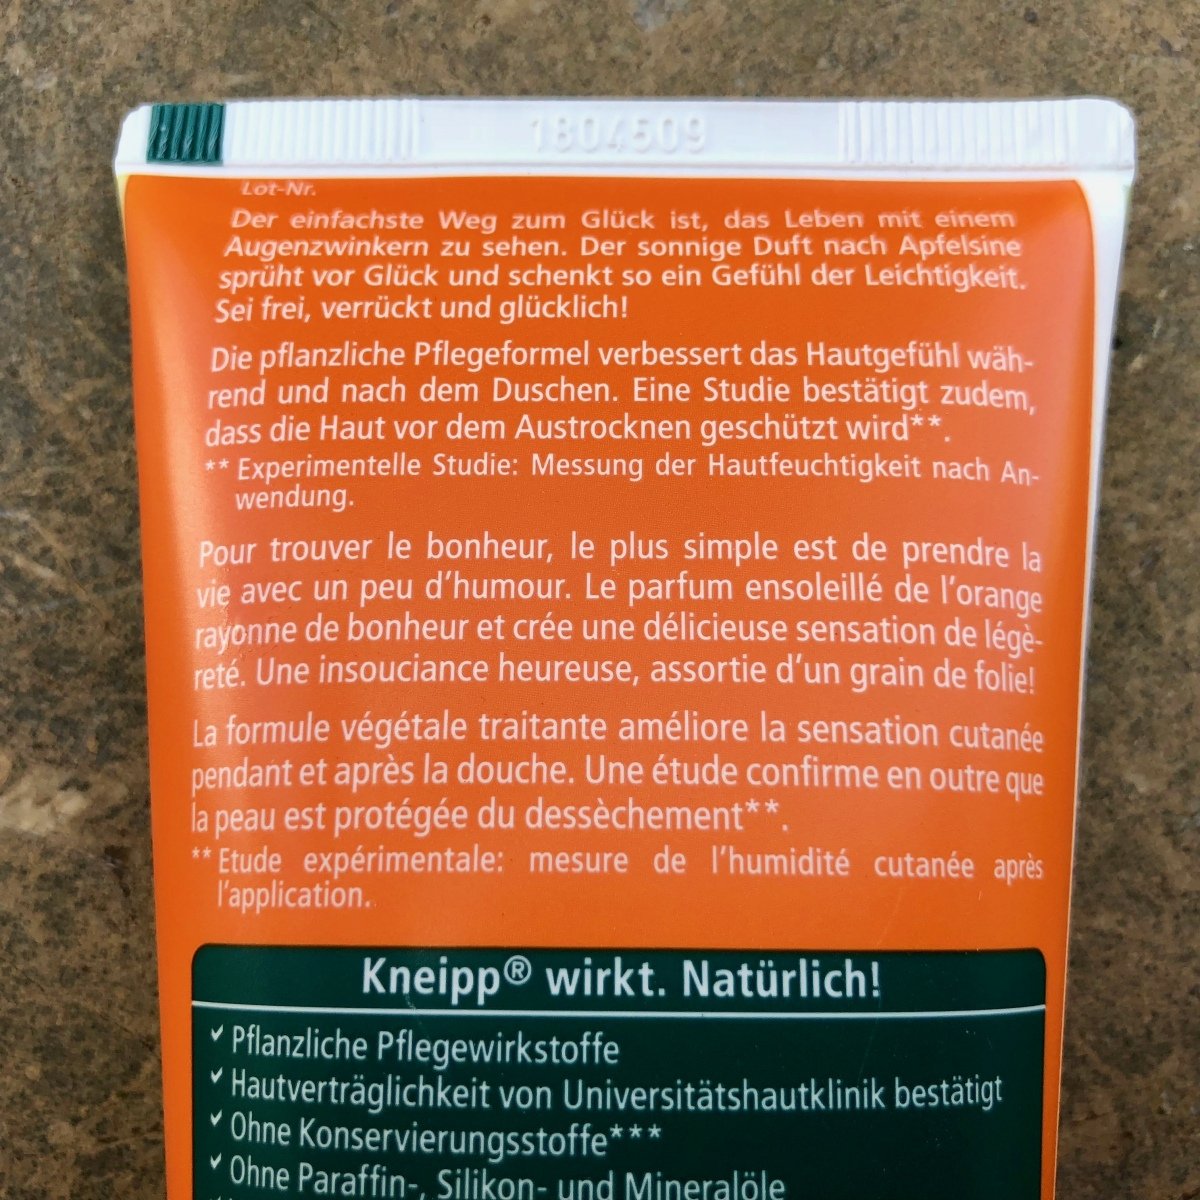 1804509
Lot-Nr.
Der einfachste Weg zum Glück ist, das Leben mit einem
Augenzwinkern zu sehen. Der sonnige Duft nach Apfelsine
sprüht vor Glück und schenkt so ein Gefühl der Leichtigkeit.
Sei frei, verrückt und glücklich!
Die pflanzliche Pflegeformel verbessert das Hautgefühl wäh-
rend und nach dem Duschen. Eine Studie bestätigt zudem,
dass die Haut vor dem Austrocknen geschützt wird**.
** Experimentelle Studie: Messung der Hautfeuchtigkeit nach An-
wendung.
Pour trouver le bonheur, le plus simple est de prendre la
vie avec un peu d’humour. Le parfum ensoleillé de l’orange
rayonne de bonheur et crée une délicieuse sensation de légè-
reté. Une insouciance heureuse, assortie d’un grain de folie!
La formule végétale traitante améliore la sensation cutanée
pendant et après la douche. Une étude confirme en outre que
la peau est protégée du dessèchement**.
** Etude expérimentale: mesure de l’humidité cutanée après
l’application.
Kneipp® wirkt. Natürlich!
✓ Pflanzliche Pflegewirkstoffe
✓ Hautverträglichkeit von Universitätshautklinik bestätigt
✓ Ohne Konservierungsstoffe***
✓ Ohne Paraffin-, Silikon- und Mineralöle